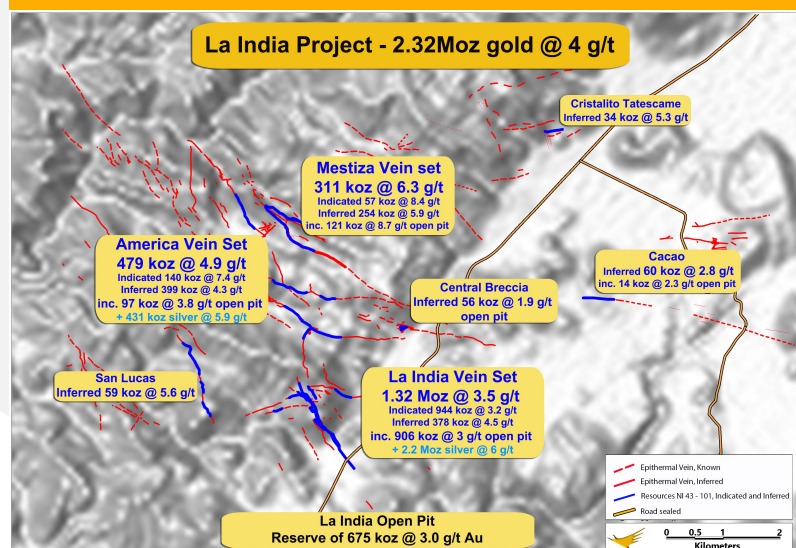 La India Project - 2.32Moz gold @ 4 g/t
Cristalito Tatescame
Inferred 34 koz @ 5.3 g/t
Mestiza Vein set
311 koz @ 6.3 g/t
Indicated 57 koz @ 8.4 g/t
Inferred 254 koz @ 5.9 g/t
inc. 121 koz @ 8.7 g/t open pit
America Vein Set
479 koz @ 4.9 g/t
Indicated 140 koz @ 7.4 g/t
Inferred 399 koz @ 4.3 g/t
inc. 97 koz @ 3.8 g/t open pit
+ 431 koz silver @ 5.9 g/t
Cacao
Inferred 60 koz @ 2.8 g/t
inc. 14 koz @ 2.3 g/t open pit
Central Breccia
Inferred 56 koz @ 1.9 g/t
open pit
San Lucas
Inferred 59 koz @ 5.6 g/t
La India Vein Set
1.32 Moz @ 3.5 g/t
Indicated 944 koz @ 3.2 g/t
Inferred 378 koz @ 4.5 g/t
inc. 906 koz @ 3 g/t open pit
+ 2.2 Moz silver @ 6 g/t
La India Open Pit
Reserve of 675 koz @ 3.0 g/t Au
Epithermal Vein, Known
Epithermal Vein, Inferred
Resources NI 43 - 101, Indicated and Inferred
Road sealed
0 0.5 1 2
Kilometers